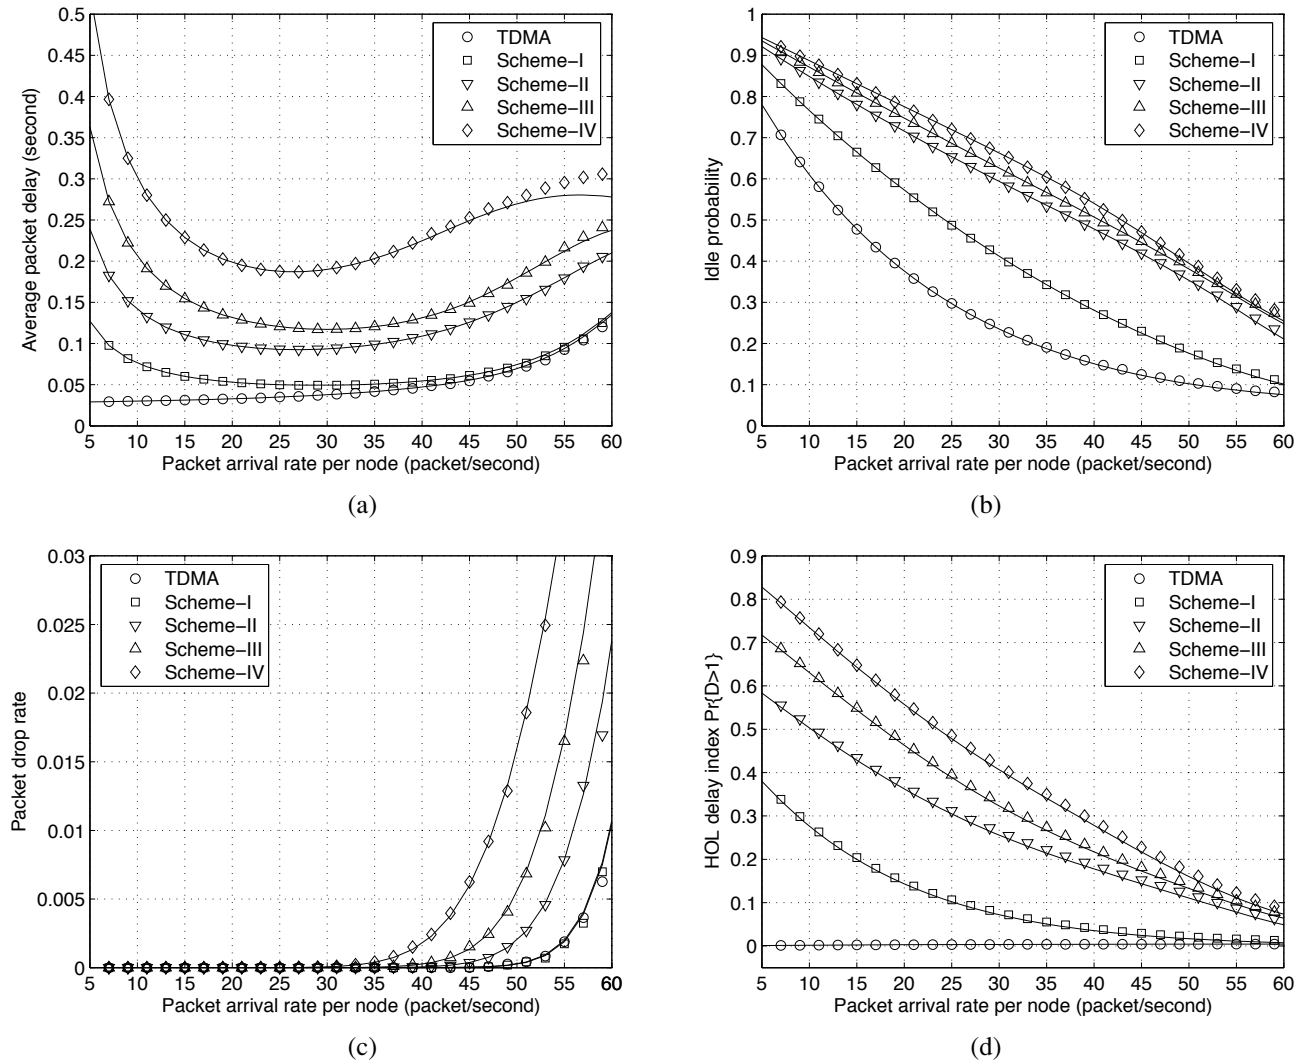 0.5
0.45
0.4
0.35
0.3
0.25
0.2
0.15
0.1
0.05
0
Average packet delay (second)
TDMA
Scheme-I
Scheme-II
Scheme-III
Scheme-IV
5 10 15 20 25 30 35 40 45 50 55 60
Packet arrival rate per node (packet/second)
(a)
1
0.9
0.8
0.7
0.6
0.5
0.4
0.3
0.2
0.1
0
Idle probability
TDMA
Scheme-I
Scheme-II
Scheme-III
Scheme-IV
5 10 15 20 25 30 35 40 45 50 55 60
Packet arrival rate per node (packet/second)
(b)
0.03
0.025
0.02
0.015
0.01
0.005
0
Packet drop rate
TDMA
Scheme-I
Scheme-II
Scheme-III
Scheme-IV
5 10 15 20 25 30 35 40 45 50 55 60
Packet arrival rate per node (packet/second)
(c)
0.9
0.8
0.7
0.6
0.5
0.4
0.3
0.2
0.1
0
HOL delay index Pr{D>1}
TDMA
Scheme-I
Scheme-II
Scheme-III
Scheme-IV
5 10 15 20 25 30 35 40 45 50 55 60
Packet arrival rate per node (packet/second)
(d)